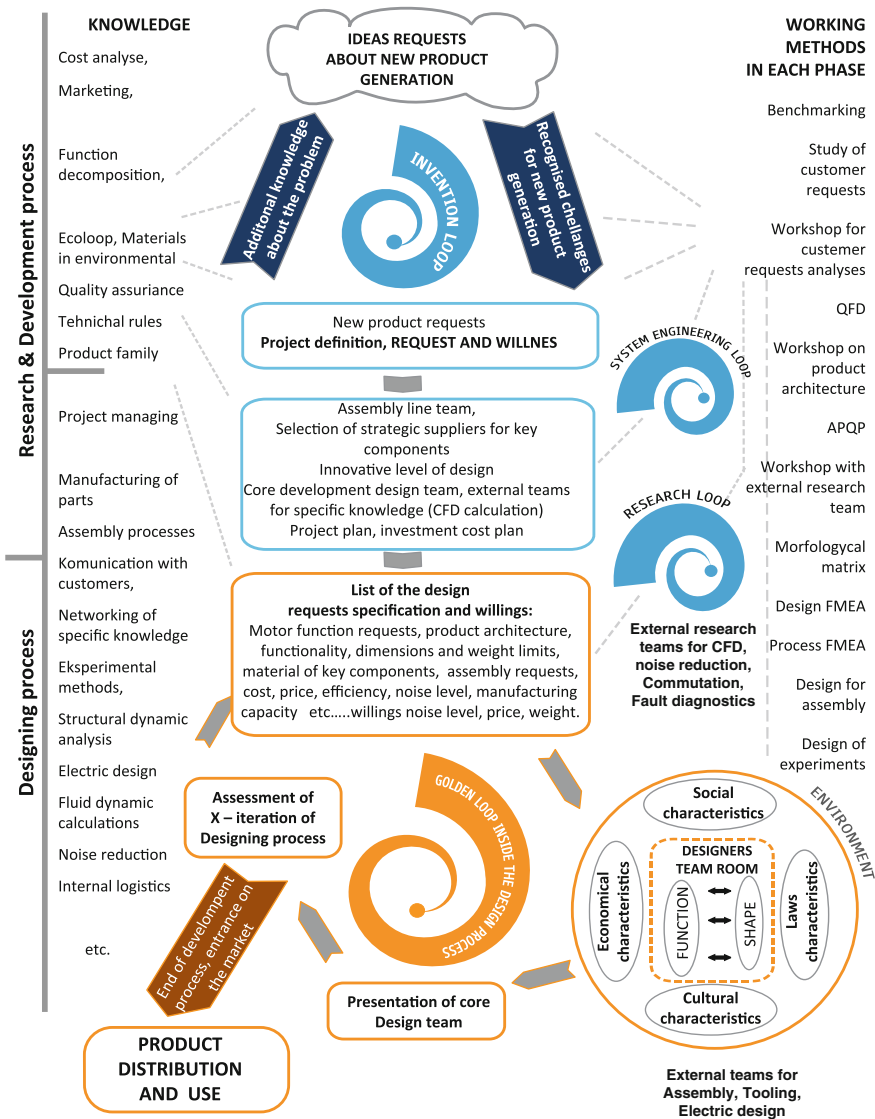 KNOWLEDGE
Cost analyse,
Marketing,
Function
decomposition,
Ecoloop, Materials
in environmental
Quality assuriance
Tehnichal rules
Product family
Project managing
Manufacturing of
parts
Assembly processes
Komunication with
customers,
Networking of
specific knowledge
Eksperimental
methods,
Structural dynamic
analysis
Electric design
Fluid dynamic
calculations
Noise reduction
Internal logistics
etc.
Research & Development process
Designing process
IDEAS REQUESTS
ABOUT NEW PRODUCT
GENERATION
Additonal knowledge
about the problem
INVENTION LOOP
Recognised chellanges
for new product
generation
New product requests
Project definition, REQUEST AND WILLNES
Assembly line team,
Selection of strategic suppliers for key
components
Innovative level of design
Core development design team, external teams
for specific knowledge (CFD calculation)
Project plan, investment cost plan
List of the design
requests specification and willings:
Motor function requests, product architecture,
functionality, dimensions and weight limits,
material of key components, assembly requests,
cost, price, efficiency, noise level, manufacturing
capacity etc.....willings noise level, price, weight.
Assessment of
X – iteration of
Designing process
GOLDEN LOOP INSIDE THE DESIGN PROCESS
End of develompent
process, entrance on
the market
Presentation of core
Design team
PRODUCT
DISTRIBUTION
AND USE
WORKING
METHODS
IN EACH PHASE
Benchmarking
Study of
customer
requests
Workshop for
custemer
requests analyses
QFD
Workshop on
product
architecture
APQP
Workshop with
external research
team
Morfologycal
matrix
Design FMEA
Process FMEA
Design for
assembly
Design of
experiments
SYSTEM ENGINEERING LOOP
RESEARCH LOOP
External research
teams for CFD,
noise reduction,
Commutation,
Fault diagnostics
ENVIRONMENT
Social
characteristics
Economical
characteristics
DESIGNERS
TEAM ROOM
FUNCTION
SHAPE
Laws
characteristics
Cultural
characteristics
External teams for
Assembly, Tooling,
Electric design